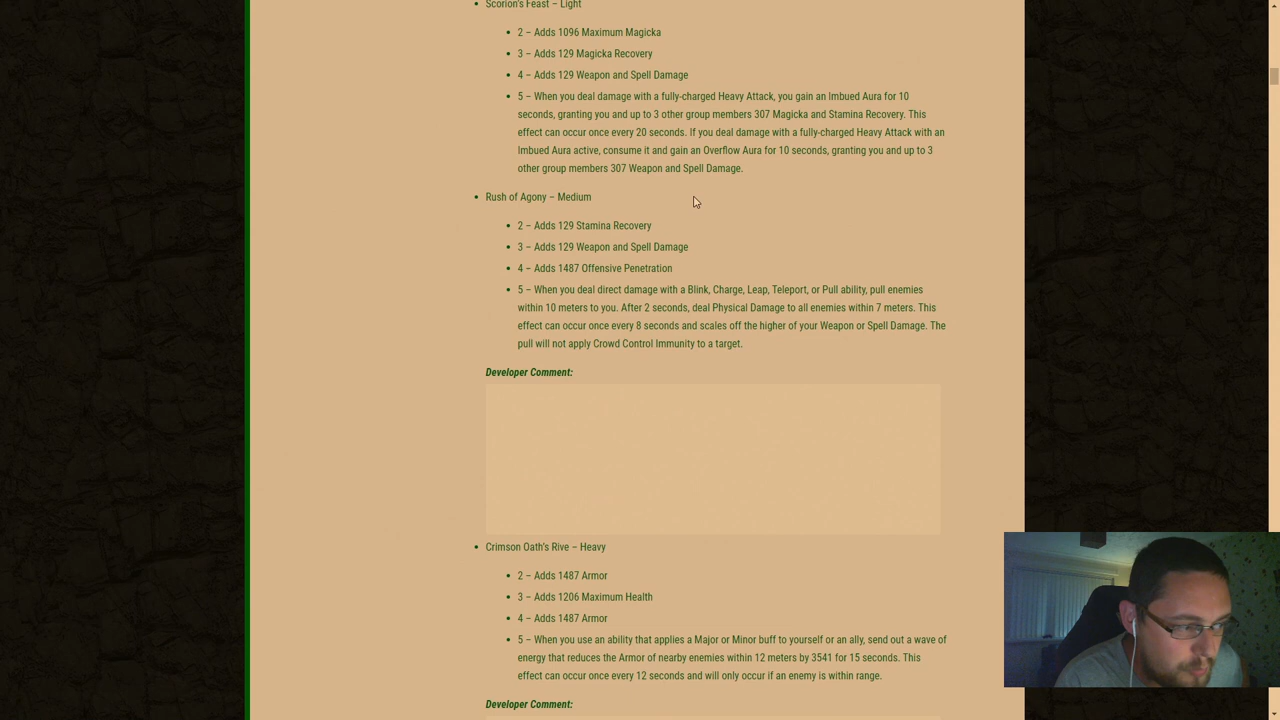 Scorion's Feast – Light
2 – Adds 1096 Maximum Magicka
3 – Adds 129 Magicka Recovery
4 – Adds 129 Weapon and Spell Damage
5 – When you deal damage with a fully-charged Heavy Attack, you gain an Imbued Aura for 10
seconds, granting you and up to 3 other group members 307 Magicka and Stamina Recovery. This
effect can occur once every 20 seconds. If you deal damage with a fully-charged Heavy Attack with an
Imbued Aura active, consume it and gain an Overflow Aura for 10 seconds, granting you and up to 3
other group members 307 Weapon and Spell Damage.
Rush of Agony – Medium
2 – Adds 129 Stamina Recovery
3 – Adds 129 Weapon and Spell Damage
4 – Adds 1487 Offensive Penetration
5 – When you deal direct damage with a Blink, Charge, Leap, Teleport, or Pull ability, pull enemies
within 10 meters to you. After 2 seconds, deal Physical Damage to all enemies within 7 meters. This
effect can occur once every 8 seconds and scales off the higher of your Weapon or Spell Damage. The
pull will not apply Crowd Control Immunity to a target.
Developer Comment:
Crimson Oath's Rive – Heavy
2 – Adds 1487 Armor
3 – Adds 1206 Maximum Health
4 – Adds 1487 Armor
5 – When you use an ability that applies a Major or Minor buff to yourself or an ally, send out a wave of
energy that reduces the Armor of nearby enemies within 12 meters by 3541 for 15 seconds. This
effect can occur once every 12 seconds and will only occur if an enemy is within range.
Developer Comment: